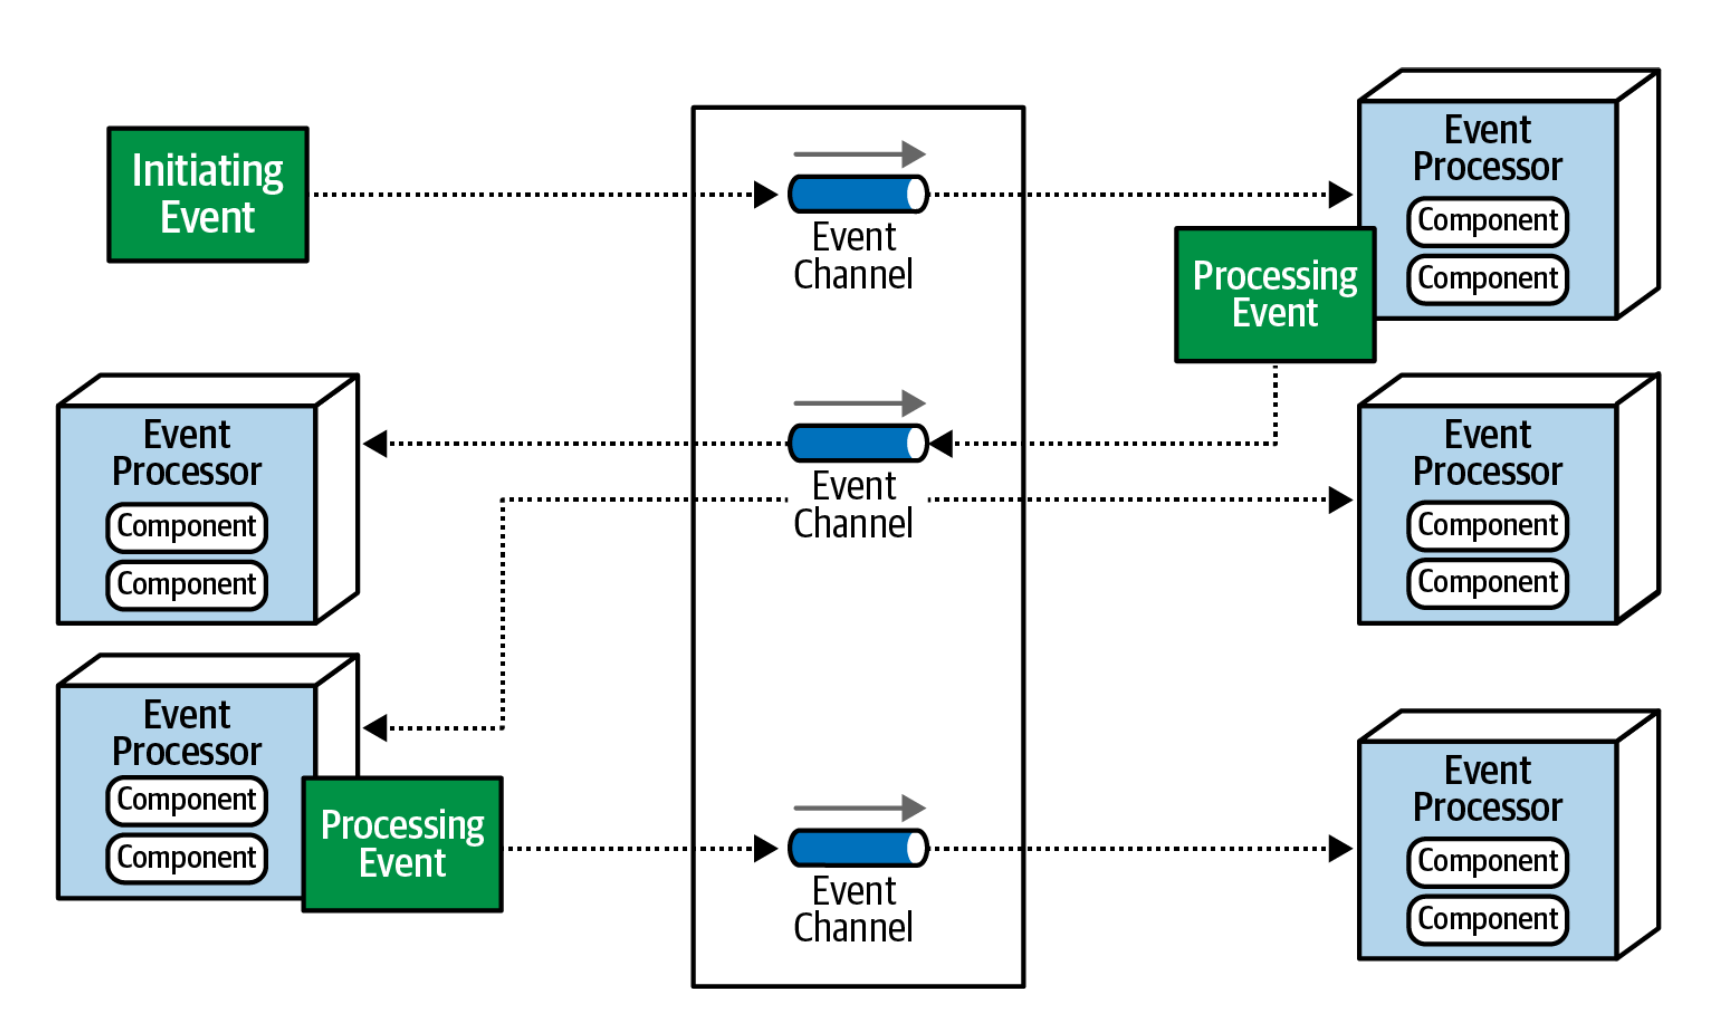 Initiating
Event
Event
Channel
Event
Processor
Component
Component
Processing
Event
Event
Processor
Component
Component
Event
Channel
Event
Processor
Component
Component
Event
Processor
Component
Component
Processing
Event
Event
Channel
Event
Processor
Component
Component